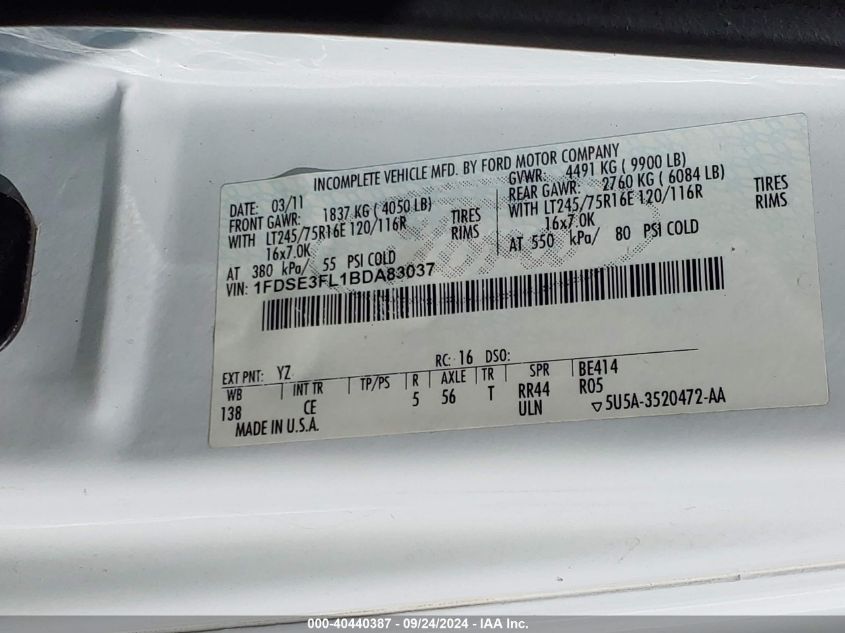 INCOMPLETE VEHICLE MFD. BY FORD MOTOR COMPANY
DATE: 03/11 GVWR: 4491 KG ( 9900 LB)
FRONT GAWR: 1837 KG ( 4050 LB) REAR GAWR: 2760 KG ( 6084 LB)
WITH LT245/75R16E 120/116R TIRES WITH LT245/75R16E 120/116R TIRES
16x7.0K RIMS 16x7.0K RIMS
AT 380 kPa/ 55 PSI COLD AT 550 kPa/ 80 PSI COLD
VIN: 1FDSE3FL1BDA83037
EXT PNT: YZ RC: 16 DSO:
WB INT TR TP/PS R AXLE TR SPR BE414
138 CE 5 56 T RR44 R05
ULN ▽5U5A-3520472-AA
MADE IN U.S.A.
000-40440387 - 09/24/2024 - IAA Inc.